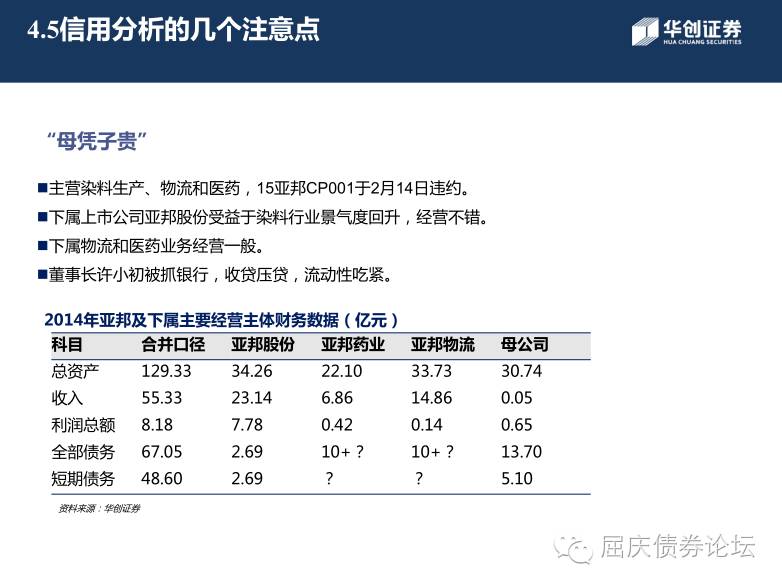 4.5信用分析的几个注意点
华创证券
HUA CHUANG SECURITIES
“母凭子贵”
■主营染料生产、物流和医药，15亚邦CP001于2月14日违约。
■下属上市公司亚邦股份受益于染料行业景气度回升，经营不错。
■下属物流和医药业务经营一般。
■董事长许小初被抓银行，收贷压贷，流动性吃紧。
2014年亚邦及下属主要经营主体财务数据（亿元）
科目 合并口径 亚邦股份 亚邦药业 亚邦物流 母公司
总资产 129.33 34.26 22.10 33.73 30.74
收入 55.33 23.14 6.86 14.86 0.05
利润总额 8.18 7.78 0.42 0.14 0.65
全部债务 67.05 2.69 10+？ 10+？ 13.70
短期债务 48.60 2.69 ？ ？ 5.10
资料来源：华创证券
屈庆债券论坛